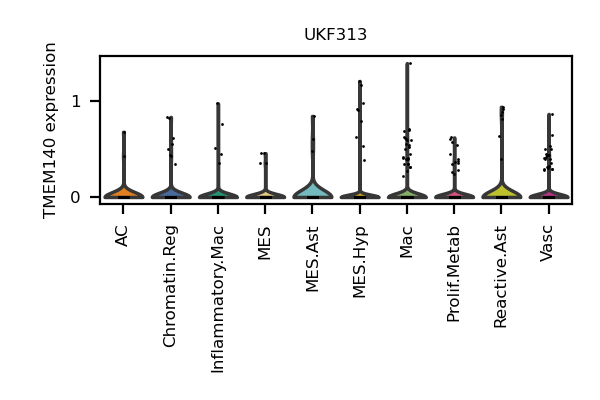 UKF313
TMEM140 expression
1
0
AC
Chromatin.Reg
Inflammatory.Mac
MES
MES.Ast
MES.Hyp
Mac
Prolif.Metab
Reactive.Ast
Vasc